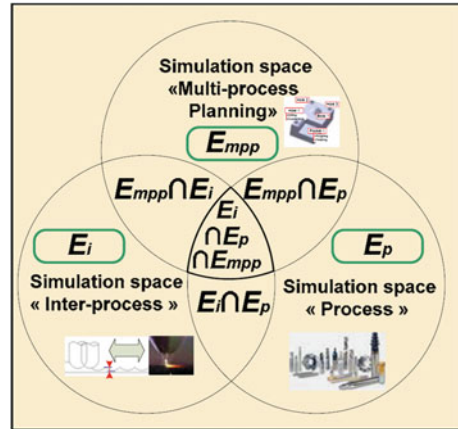 Simulation space
«Multi-process
Planning»
Empp
Empp∩Ei
Empp∩Ep
Ei
∩Ep
∩Empp
Ei
Ep
Simulation space
« Inter-process »
Ei∩Ep
Simulation space
« Process »